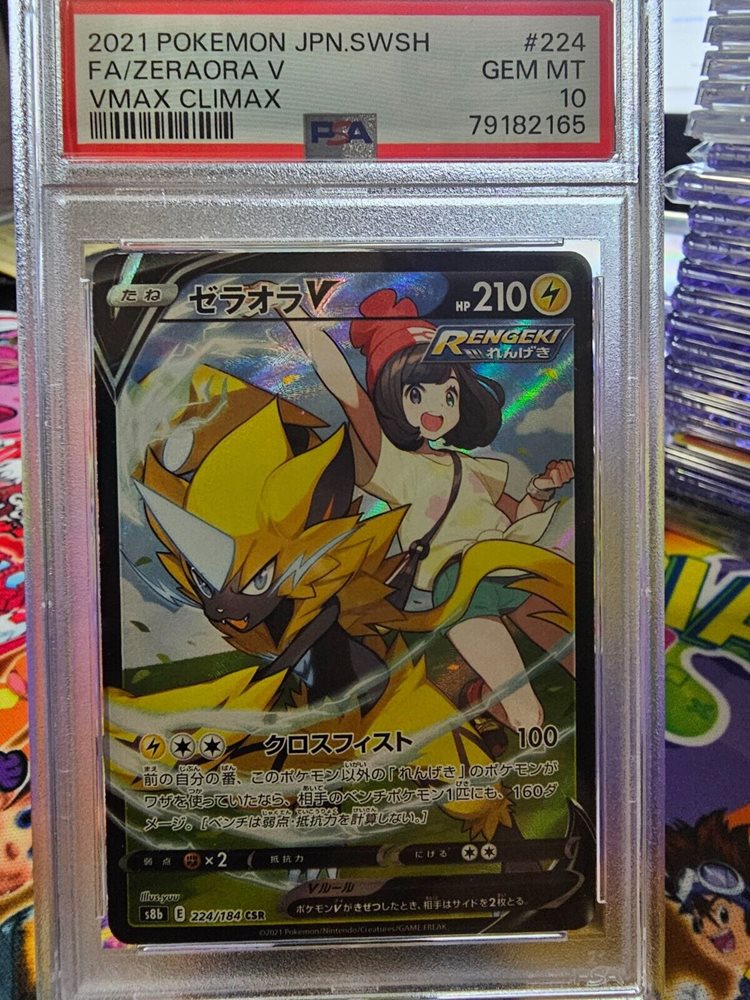 2021 POKEMON JPN.SWSH #224
FA/ZERAORA V GEM MT
VMAX CLIMAX 10
PSA 79182165
たね ゼラオラV HP 210
RENGEKI
れんげき
クロスフィスト 100
前の自分の番、このポケモン以外の「れんげき」のポケモンが
ワザを使っていたなら、相手のベンチポケモン1匹にも、160ダ
メージ。[ベンチは弱点・抵抗力を計算しない。]
弱点 ×2 抵抗力 にげる
Vルール
ポケモンVがきぜつしたとき、相手はサイドを2枚とる。
Illus. yuu
s8b E 224/184 CSR
©2021 Pokémon/Nintendo/Creatures/GAME FREAK